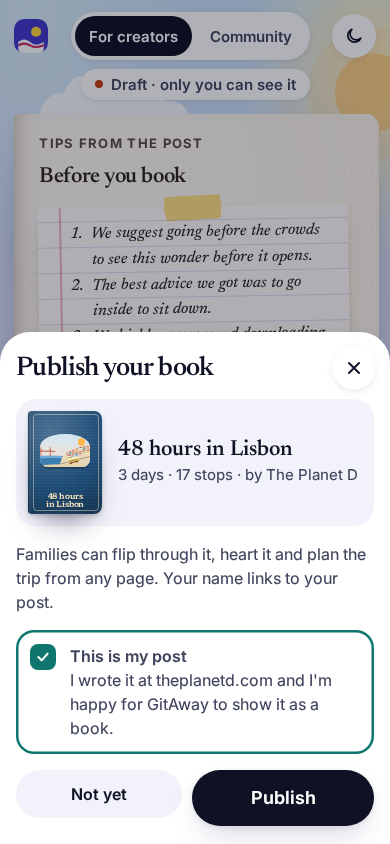 For creators
Community
Draft · only you can see it
TIPS FROM THE POST
Before you book
1. We suggest going before the crowds
to see this wonder before it opens.
2. The best advice we got was to go
inside to sit down.
Publish your book
48 hours
in Lisbon
48 hours in Lisbon
3 days · 17 stops · by The Planet D
Families can flip through it, heart it and plan the
trip from any page. Your name links to your
post.
This is my post
I wrote it at theplanetd.com and I'm
happy for GitAway to show it as a
book.
Not yet
Publish